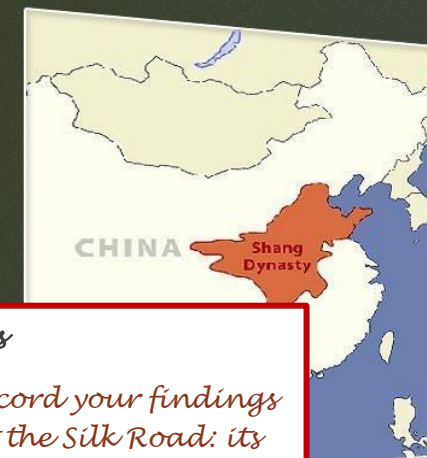 CHINA
Shang
Dynasty
s
cord your findings
the Silk Road: its